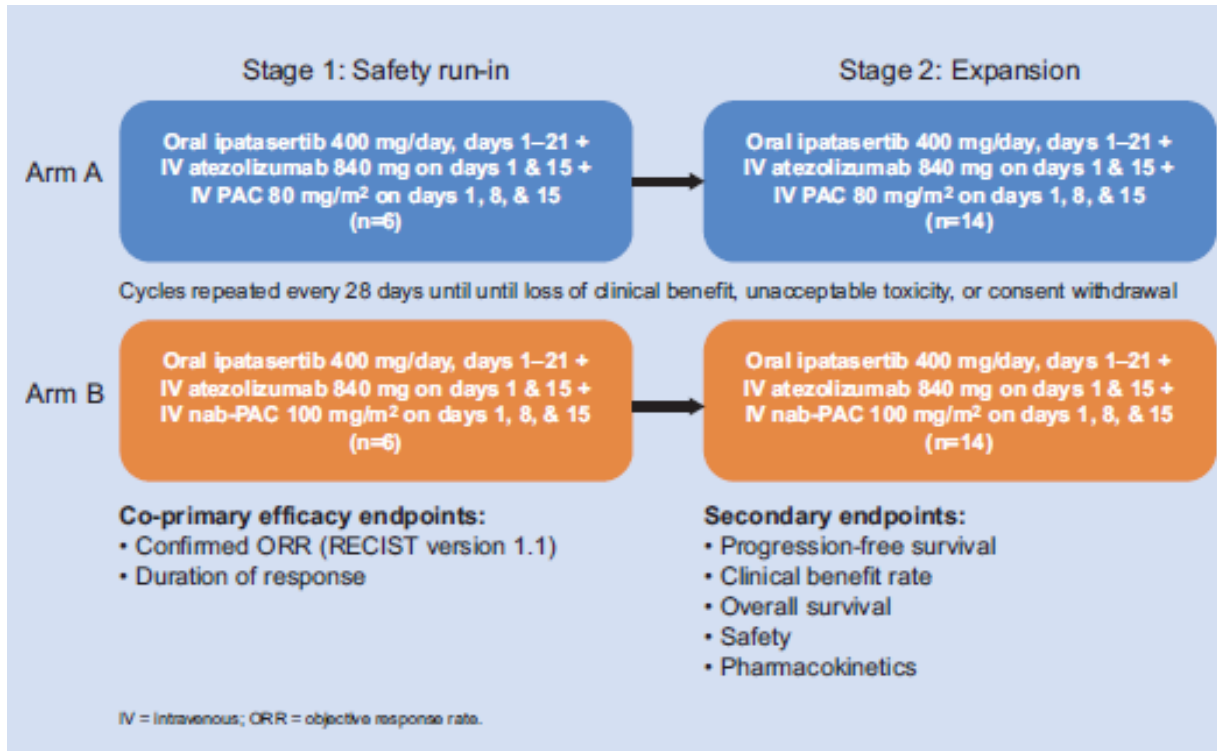 Stage 1: Safety run-in
Stage 2: Expansion
Arm A
Oral ipatasertib 400 mg/day, days 1–21 +
IV atezolizumab 840 mg on days 1 & 15 +
IV PAC 80 mg/m² on days 1, 8, & 15
(n=6)
Oral ipatasertib 400 mg/day, days 1–21 +
IV atezolizumab 840 mg on days 1 & 15 +
IV PAC 80 mg/m² on days 1, 8, & 15
(n=14)
Cycles repeated every 28 days until until loss of clinical benefit, unacceptable toxicity, or consent withdrawal
Arm B
Oral ipatasertib 400 mg/day, days 1–21 +
IV atezolizumab 840 mg on days 1 & 15 +
IV nab-PAC 100 mg/m² on days 1, 8, & 15
(n=6)
Oral ipatasertib 400 mg/day, days 1–21 +
IV atezolizumab 840 mg on days 1 & 15 +
IV nab-PAC 100 mg/m² on days 1, 8, & 15
(n=14)
Co-primary efficacy endpoints:
• Confirmed ORR (RECIST version 1.1)
• Duration of response
Secondary endpoints:
• Progression-free survival
• Clinical benefit rate
• Overall survival
• Safety
• Pharmacokinetics
IV = intravenous; ORR = objective response rate.